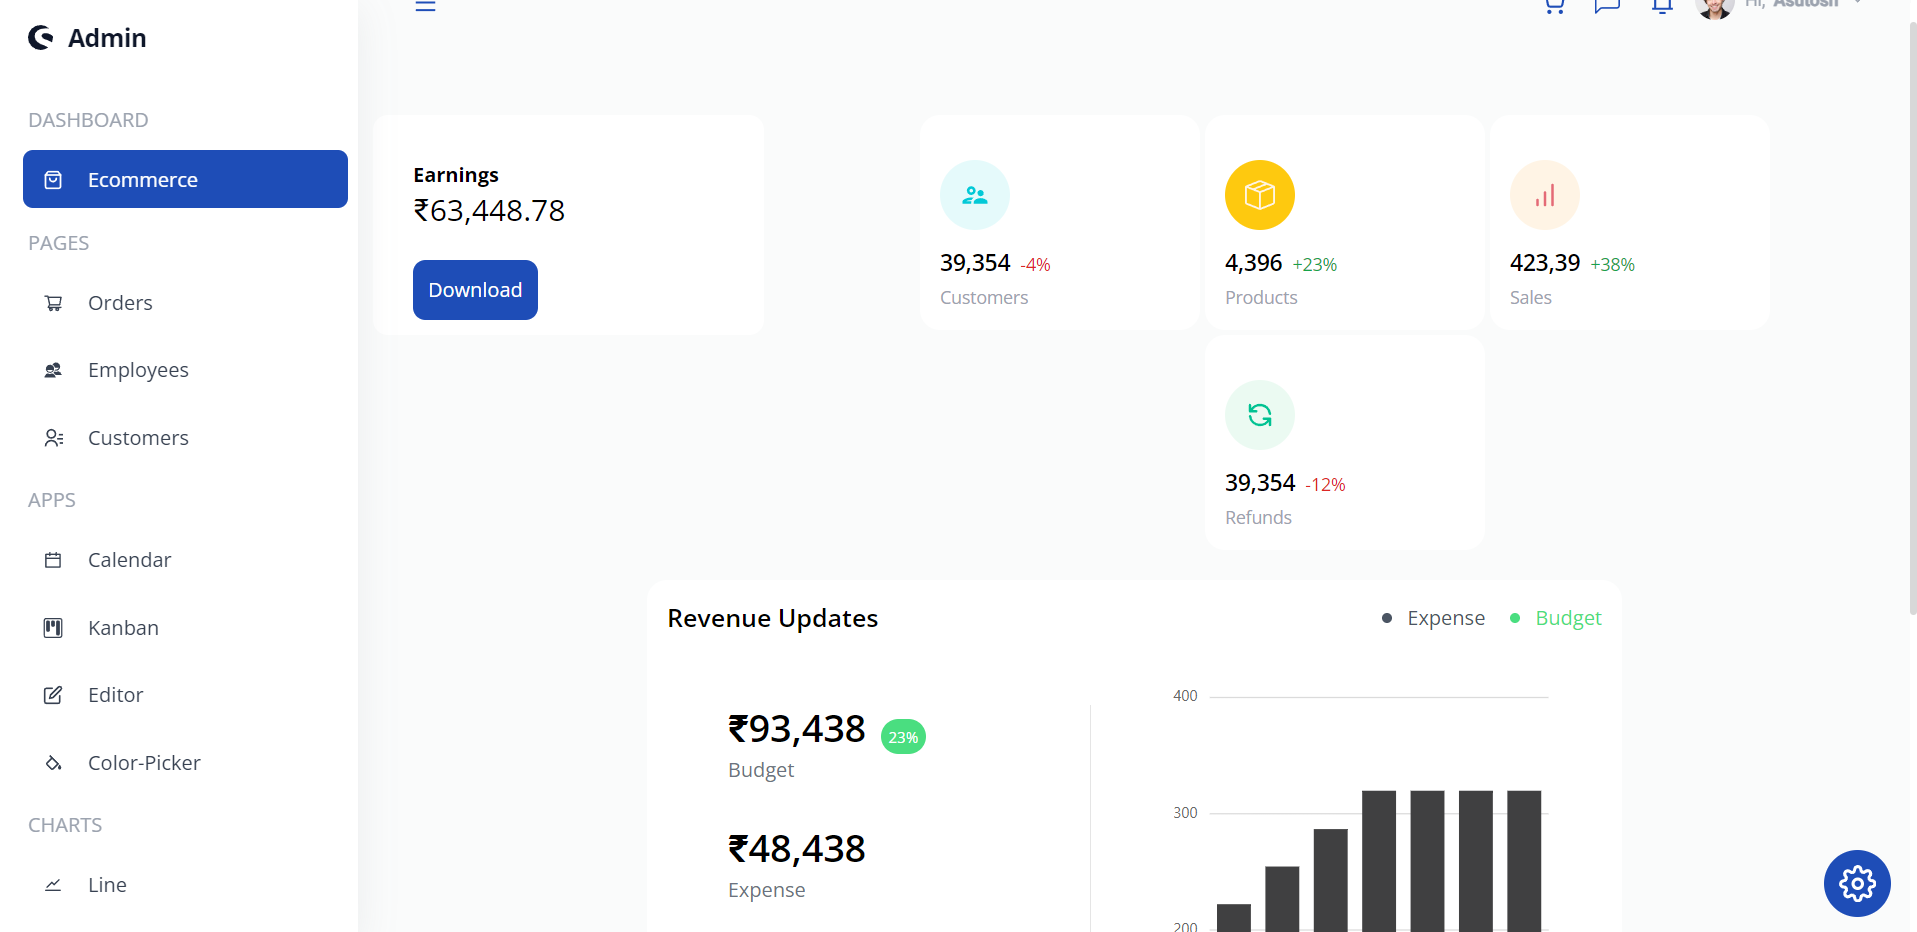 Admin
Hi, Asutosh
DASHBOARD
Ecommerce
PAGES
Orders
Employees
Customers
APPS
Calendar
Kanban
Editor
Color-Picker
CHARTS
Line
Earnings
₹63,448.78
Download
39,354 -4%
Customers
4,396 +23%
Products
423,39 +38%
Sales
39,354 -12%
Refunds
Revenue Updates
Expense
Budget
₹93,438 23%
Budget
₹48,438
Expense
400
300
200